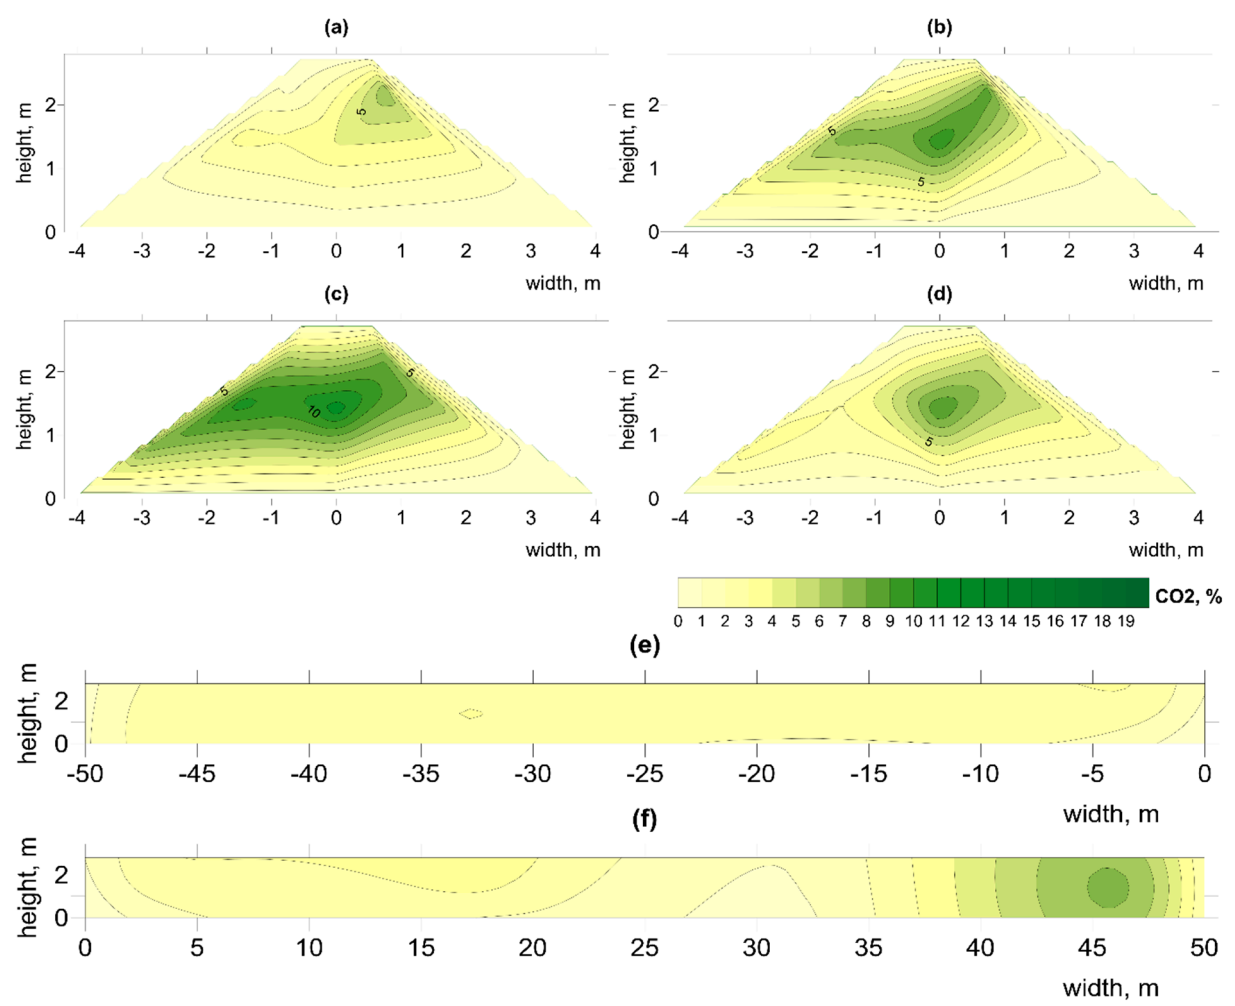 (a) (b)
height, m 2 1 0 5
-4 -3 -2 -1 0 1 2 3 4
width, m
height, m 2 1 0 5 5
-4 -3 -2 -1 0 1 2 3 4
width, m
(c) (d)
height, m 2 1 0 5 10 5
-4 -3 -2 -1 0 1 2 3 4
width, m
height, m 2 1 0 5
-4 -3 -2 -1 0 1 2 3 4
width, m
CO2, %
0 1 2 3 4 5 6 7 8 9 10 11 12 13 14 15 16 17 18 19
(e)
height, m 2 0
-50 -45 -40 -35 -30 -25 -20 -15 -10 -5 0
width, m
(f)
height, m 2 0
0 5 10 15 20 25 30 35 40 45 50
width, m